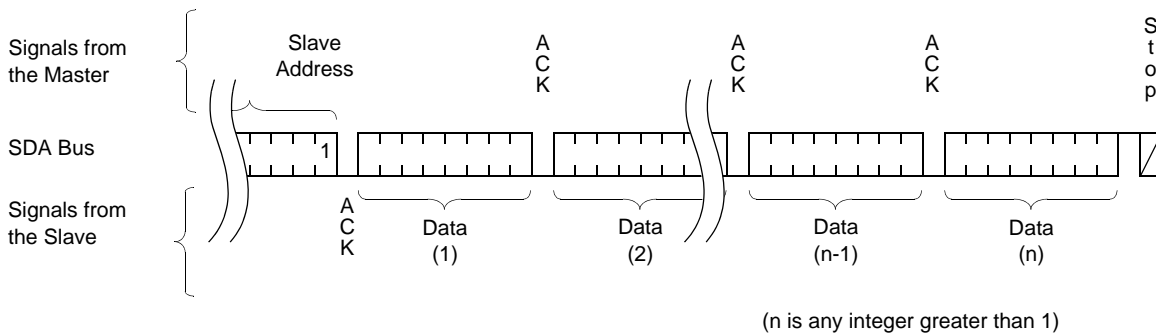 Signals from
the Master
Slave
Address
A
C
K
A
C
K
A
C
K
S
t
o
p
SDA Bus
1
Signals from
the Slave
A
C
K
Data
(1)
Data
(2)
Data
(n-1)
Data
(n)
(n is any integer greater than 1)